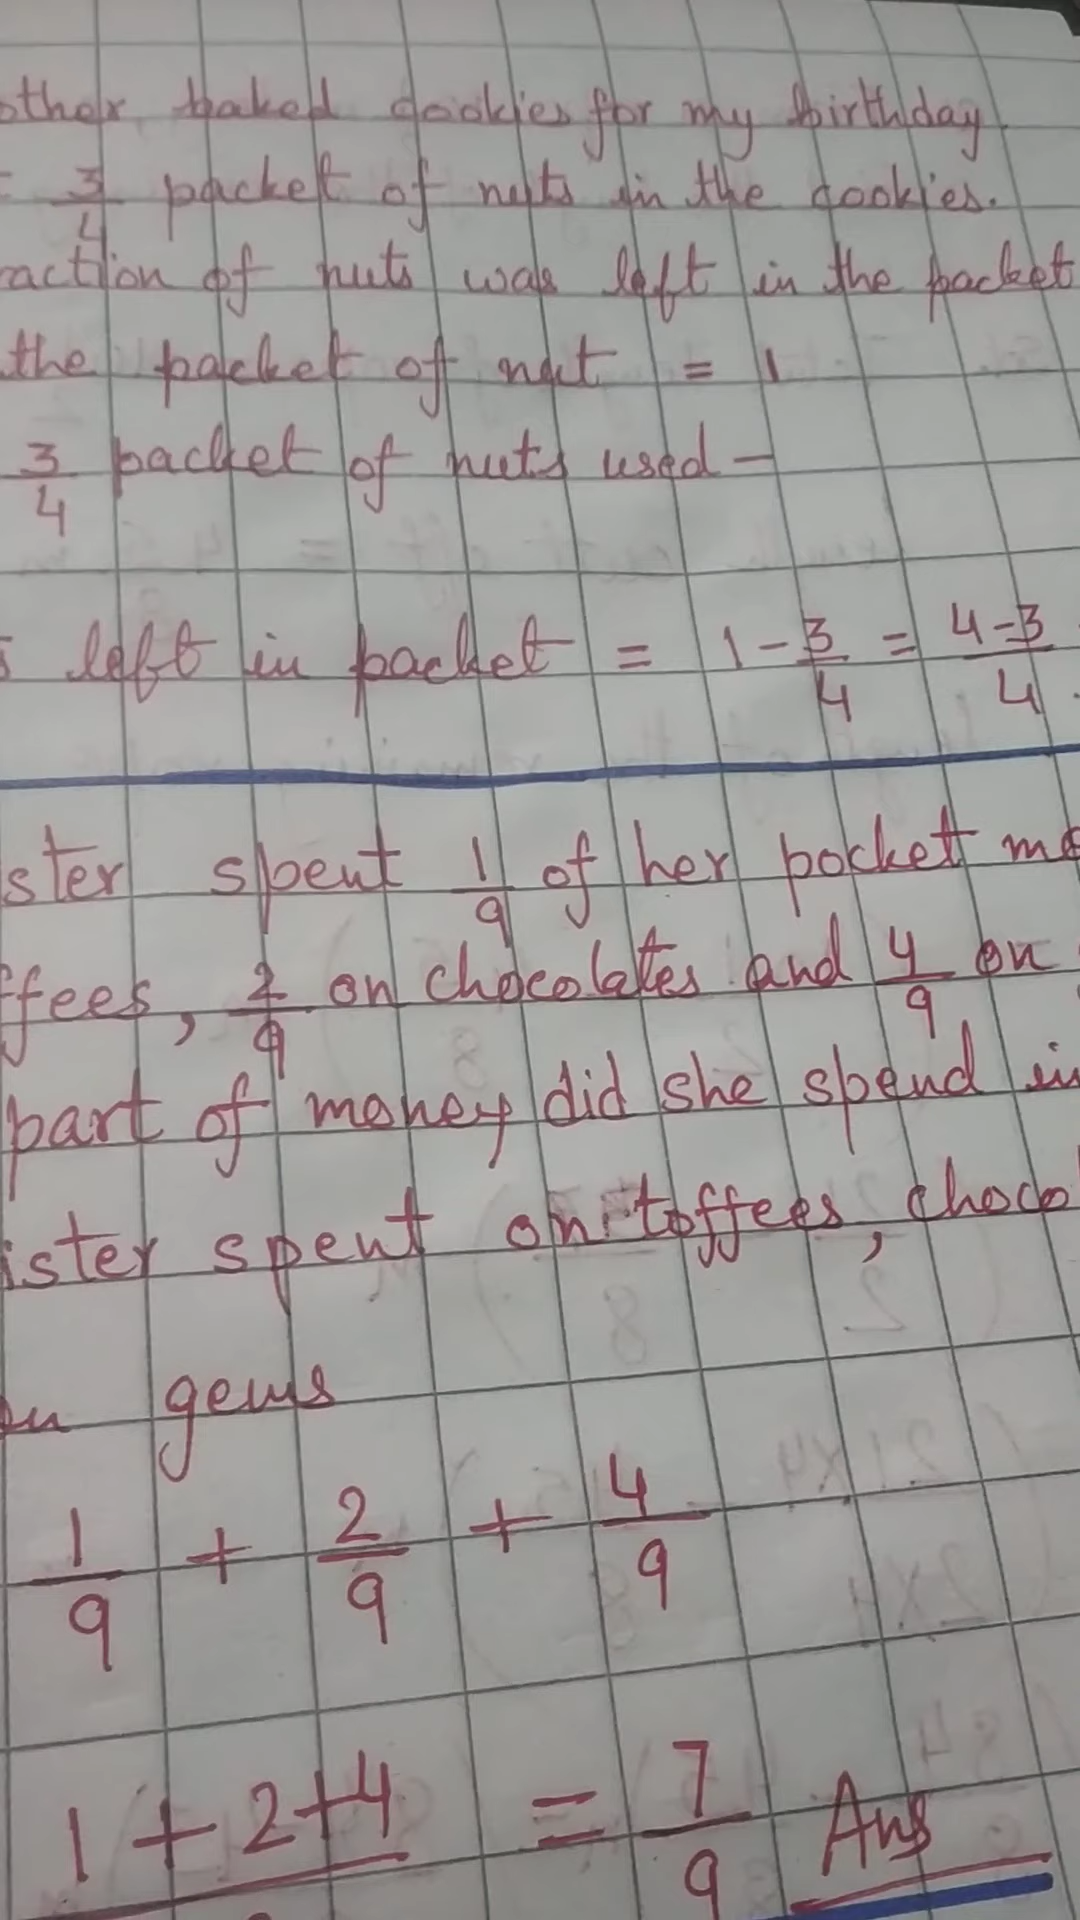 other baked cookies for my birthday.
3/4 packet of nuts in the cookies.
action of nuts was left in the packet
the packet of nut = 1
3/4 packet of nuts used -
s left in packet = 1 - 3/4 = 4-3/4
ster spent 1/9 of her pocket mo
ffees, 2/9 on chocolates and 4/9 on
part of money did she spend in
ister spent on toffees, choco
on gems
1/9 + 2/9 + 4/9
1 + 2+4 = 7/9 Ans